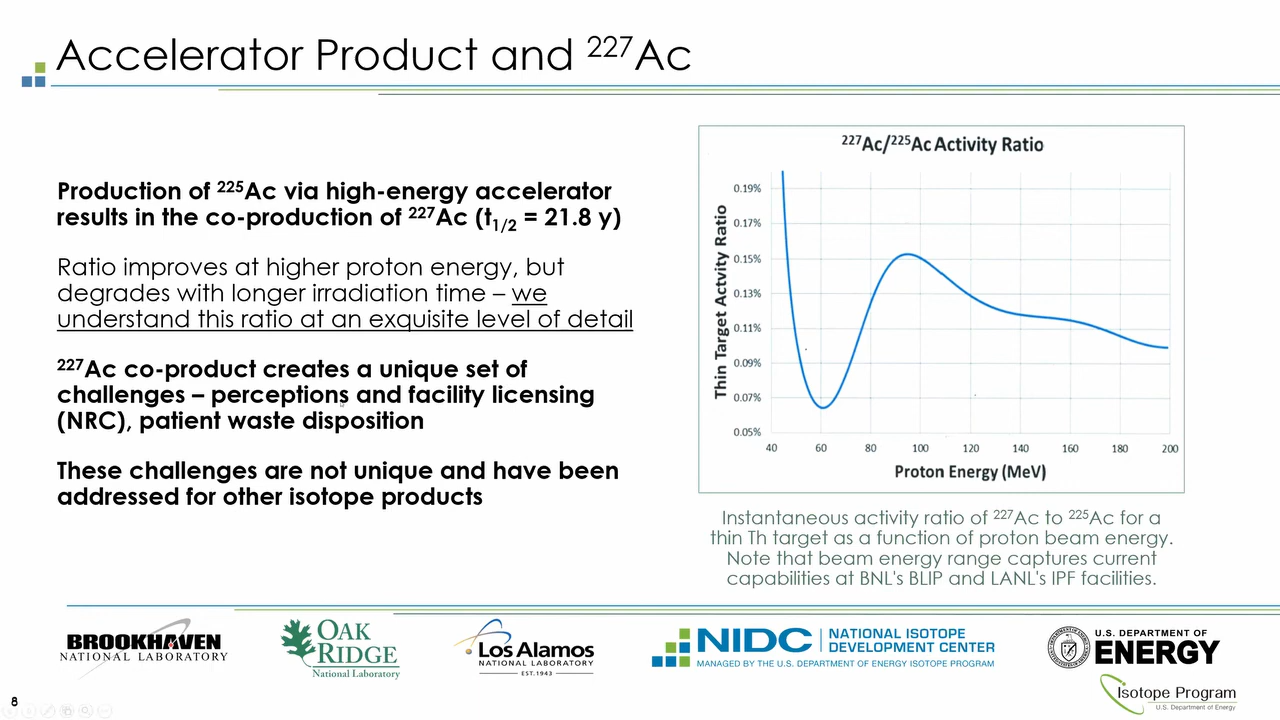 Accelerator Product and ²²⁷Ac
Production of ²²⁵Ac via high-energy accelerator
results in the co-production of ²²⁷Ac (t₁/₂ = 21.8 y)
Ratio improves at higher proton energy, but
degrades with longer irradiation time – we
understand this ratio at an exquisite level of detail
²²⁷Ac co-product creates a unique set of
challenges – perceptions and facility licensing
(NRC), patient waste disposition
These challenges are not unique and have been
addressed for other isotope products
²²⁷Ac/²²⁵Ac Activity Ratio
Thin Target Actvity Ratio
0.19%
0.17%
0.15%
0.13%
0.11%
0.09%
0.07%
0.05%
40 60 80 100 120 140 160 180 200
Proton Energy (MeV)
Instantaneous activity ratio of ²²⁷Ac to ²²⁵Ac for a
thin Th target as a function of proton beam energy.
Note that beam energy range captures current
capabilities at BNL's BLIP and LANL's IPF facilities.
BROOKHAVEN
NATIONAL LABORATORY
OAK
RIDGE
National Laboratory
Los Alamos
NATIONAL LABORATORY
EST. 1943
NIDC
NATIONAL ISOTOPE
DEVELOPMENT CENTER
MANAGED BY THE U.S. DEPARTMENT OF ENERGY ISOTOPE PROGRAM
U.S. DEPARTMENT OF
ENERGY
Isotope Program
U.S. Department of Energy
8